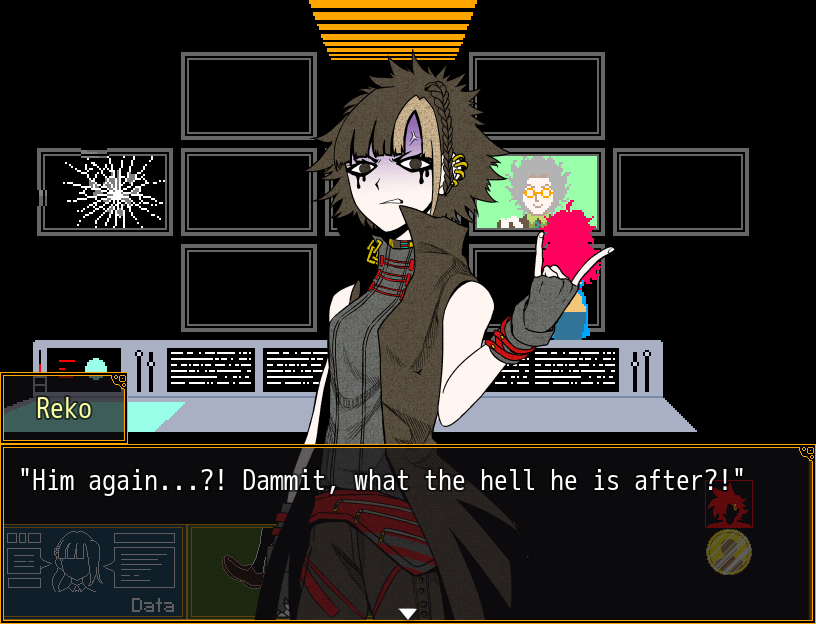 Reko
"Him again...?! Dammit, what the hell he is after?!"
Data